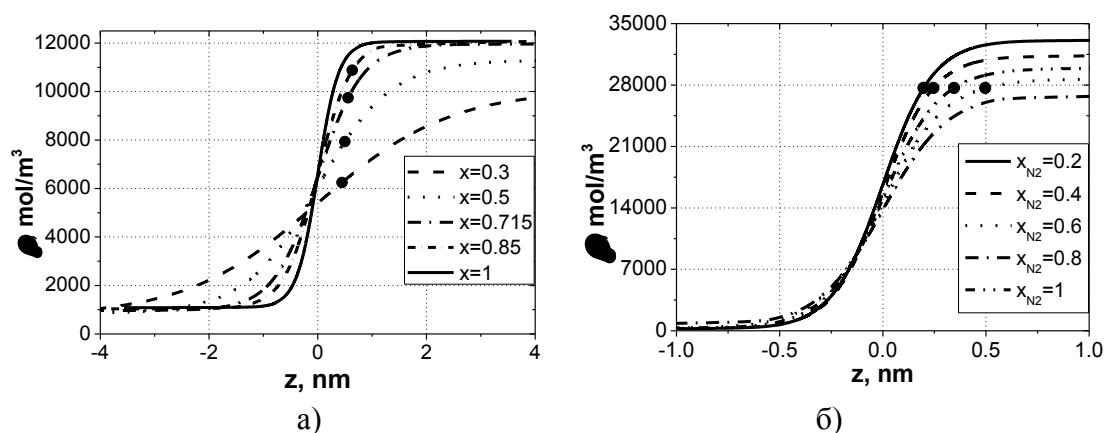 12000
10000
8000
6000
4000
2000
0
mol/m³
-4 -2 0 2 4
z, nm
x=0.3
x=0.5
x=0.715
x=0.85
x=1
а)
35000
28000
21000
14000
7000
0
mol/m³
-1.0 -0.5 0.0 0.5 1.0
z, nm
x_N2=0.2
x_N2=0.4
x_N2=0.6
x_N2=0.8
x_N2=1
б)